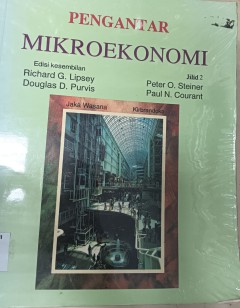 PENGANTAR
MIKROEKONOMI
Edisi kesembilan
Jilid 2
Richard G. Lipsey
Peter O. Steiner
Douglas D. Purvis
Paul N. Courant
Jaka Wasana
Kirbrandoko